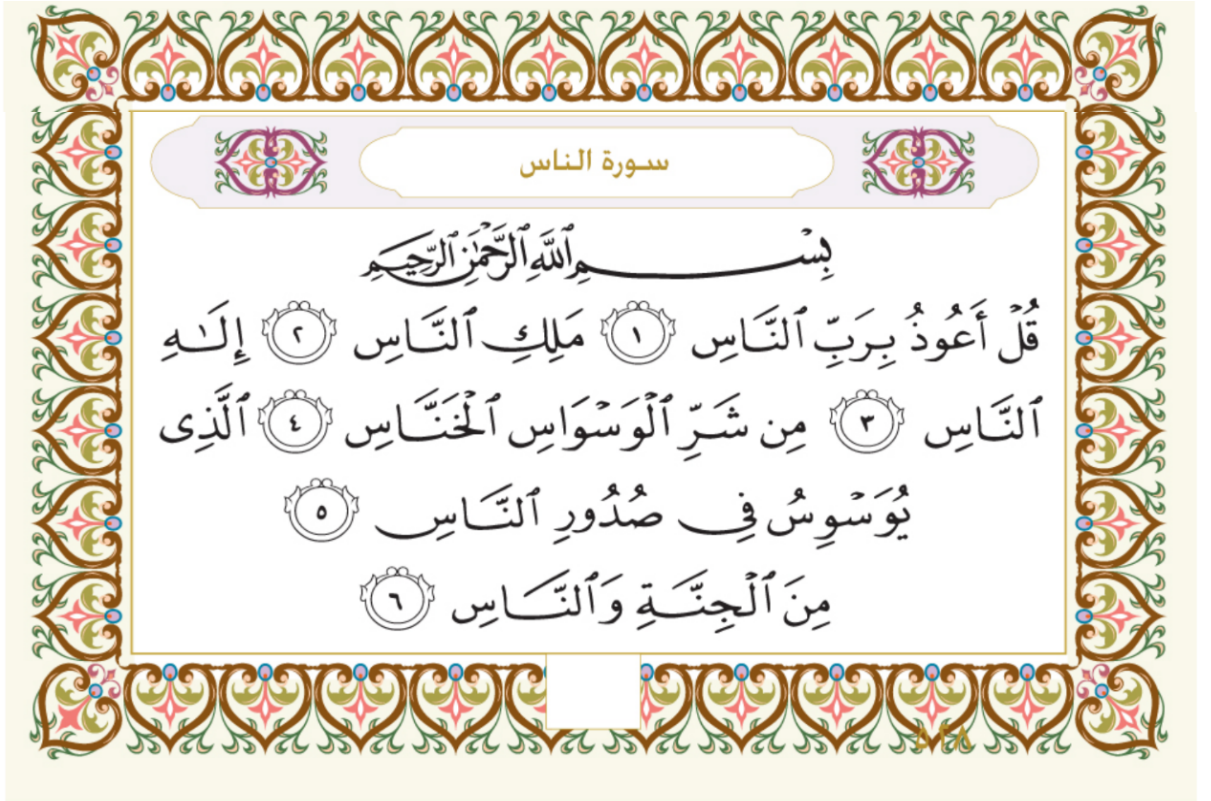 سورة الناس
بِسْمِ ٱللَّهِ ٱلرَّحْمَٰنِ ٱلرَّحِيمِ
قُلْ أَعُوذُ بِرَبِّ ٱلنَّاسِ ١ مَلِكِ ٱلنَّاسِ ٢ إِلَٰهِ
ٱلنَّاسِ ٣ مِن شَرِّ ٱلْوَسْوَاسِ ٱلْخَنَّاسِ ٤ ٱلَّذِى
يُوَسْوِسُ فِى صُدُورِ ٱلنَّاسِ ٥
مِنَ ٱلْجِنَّةِ وَٱلنَّاسِ ٦
٥٢٨